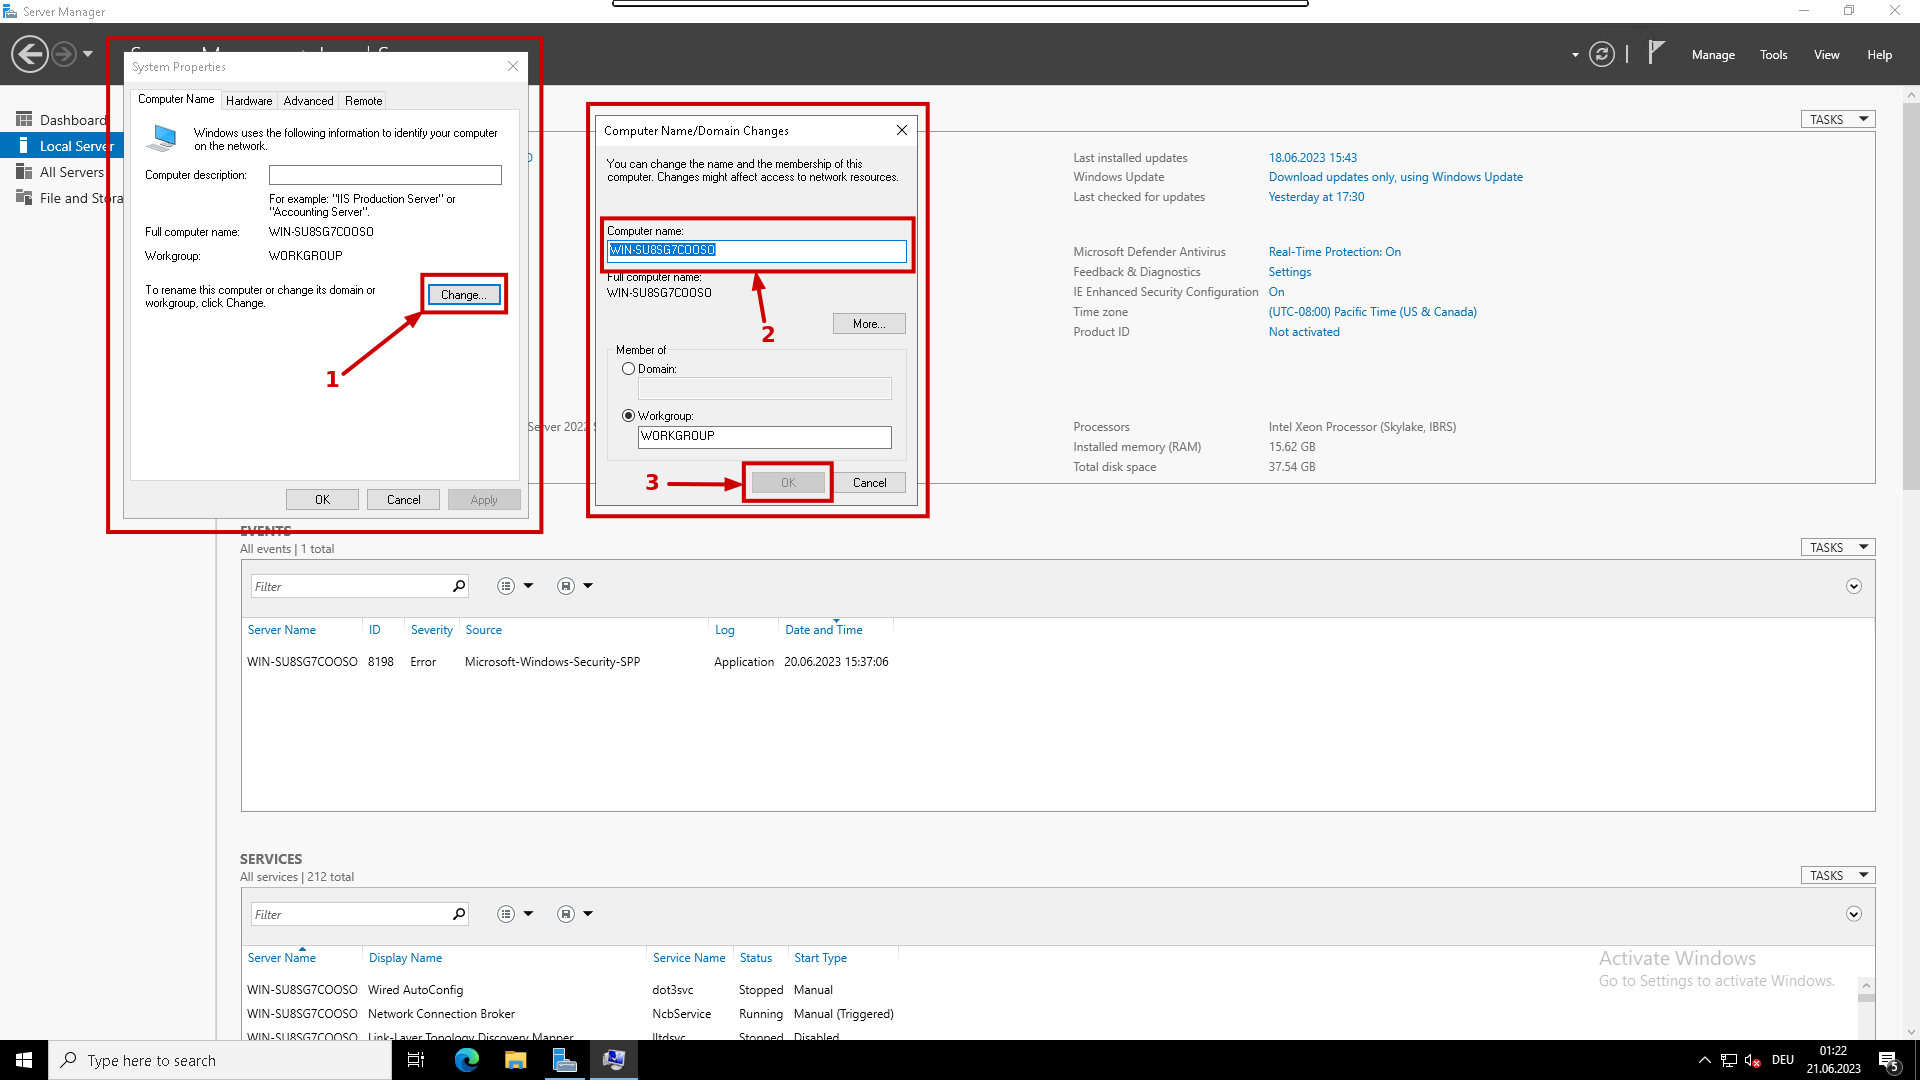 Server Manager
Manage
Tools
View
Help
Dashboard
Local Server
All Servers
File and Stora
System Properties
Computer Name
Hardware
Advanced
Remote
Windows uses the following information to identify your computer
on the network.
Computer description:
For example: "IIS Production Server" or
"Accounting Server".
Full computer name:
WIN-SU8SG7COOSO
Workgroup:
WORKGROUP
To rename this computer or change its domain or
workgroup, click Change.
Change...
1
OK
Cancel
Apply
Computer Name/Domain Changes
You can change the name and the membership of this
computer. Changes might affect access to network resources.
Computer name:
WIN-SU8SG7COOSO
Full computer name:
WIN-SU8SG7COOSO
2
More...
Member of
Domain:
Workgroup:
WORKGROUP
3
OK
Cancel
Server 2022
TASKS
Last installed updates
18.06.2023 15:43
Windows Update
Download updates only, using Windows Update
Last checked for updates
Yesterday at 17:30
Microsoft Defender Antivirus
Real-Time Protection: On
Feedback & Diagnostics
Settings
IE Enhanced Security Configuration
On
Time zone
(UTC-08:00) Pacific Time (US & Canada)
Product ID
Not activated
Processors
Intel Xeon Processor (Skylake, IBRS)
Installed memory (RAM)
15.62 GB
Total disk space
37.54 GB
EVENTS
All events | 1 total
TASKS
Filter
Server Name
ID
Severity
Source
Log
Date and Time
WIN-SU8SG7COOSO
8198
Error
Microsoft-Windows-Security-SPP
Application
20.06.2023 15:37:06
SERVICES
All services | 212 total
TASKS
Filter
Server Name
Display Name
Service Name
Status
Start Type
WIN-SU8SG7COOSO
Wired AutoConfig
dot3svc
Stopped
Manual
WIN-SU8SG7COOSO
Network Connection Broker
NcbService
Running
Manual (Triggered)
WIN-SU8SG7COOSO
Link-Layer Topology Discovery Mapper
lltdsvc
Stopped
Disabled
Activate Windows
Go to Settings to activate Windows.
Type here to search
DEU
01:22
21.06.2023
5